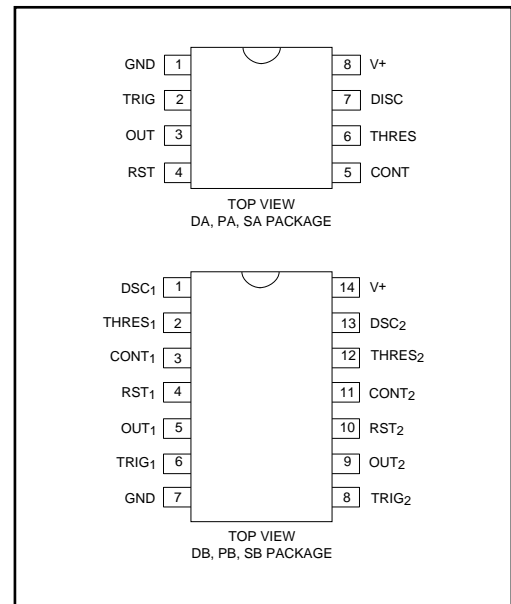 GND 1 8 V+
TRIG 2 7 DISC
OUT 3 6 THRES
RST 4 5 CONT
TOP VIEW
DA, PA, SA PACKAGE
DSC1 1 14 V+
THRES1 2 13 DSC2
CONT1 3 12 THRES2
RST1 4 11 CONT2
OUT1 5 10 RST2
TRIG1 6 9 OUT2
GND 7 8 TRIG2
TOP VIEW
DB, PB, SB PACKAGE